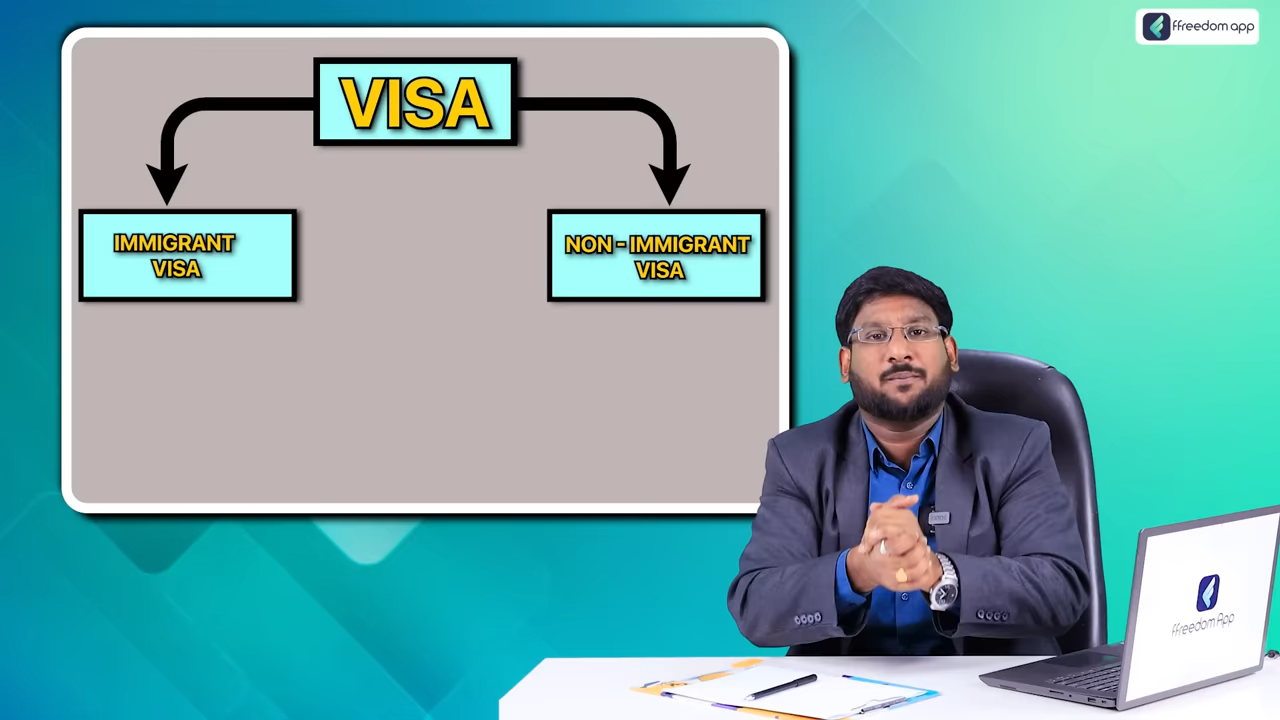 ffreedom app
VISA
IMMIGRANT
VISA
NON - IMMIGRANT
VISA
ffreedom App